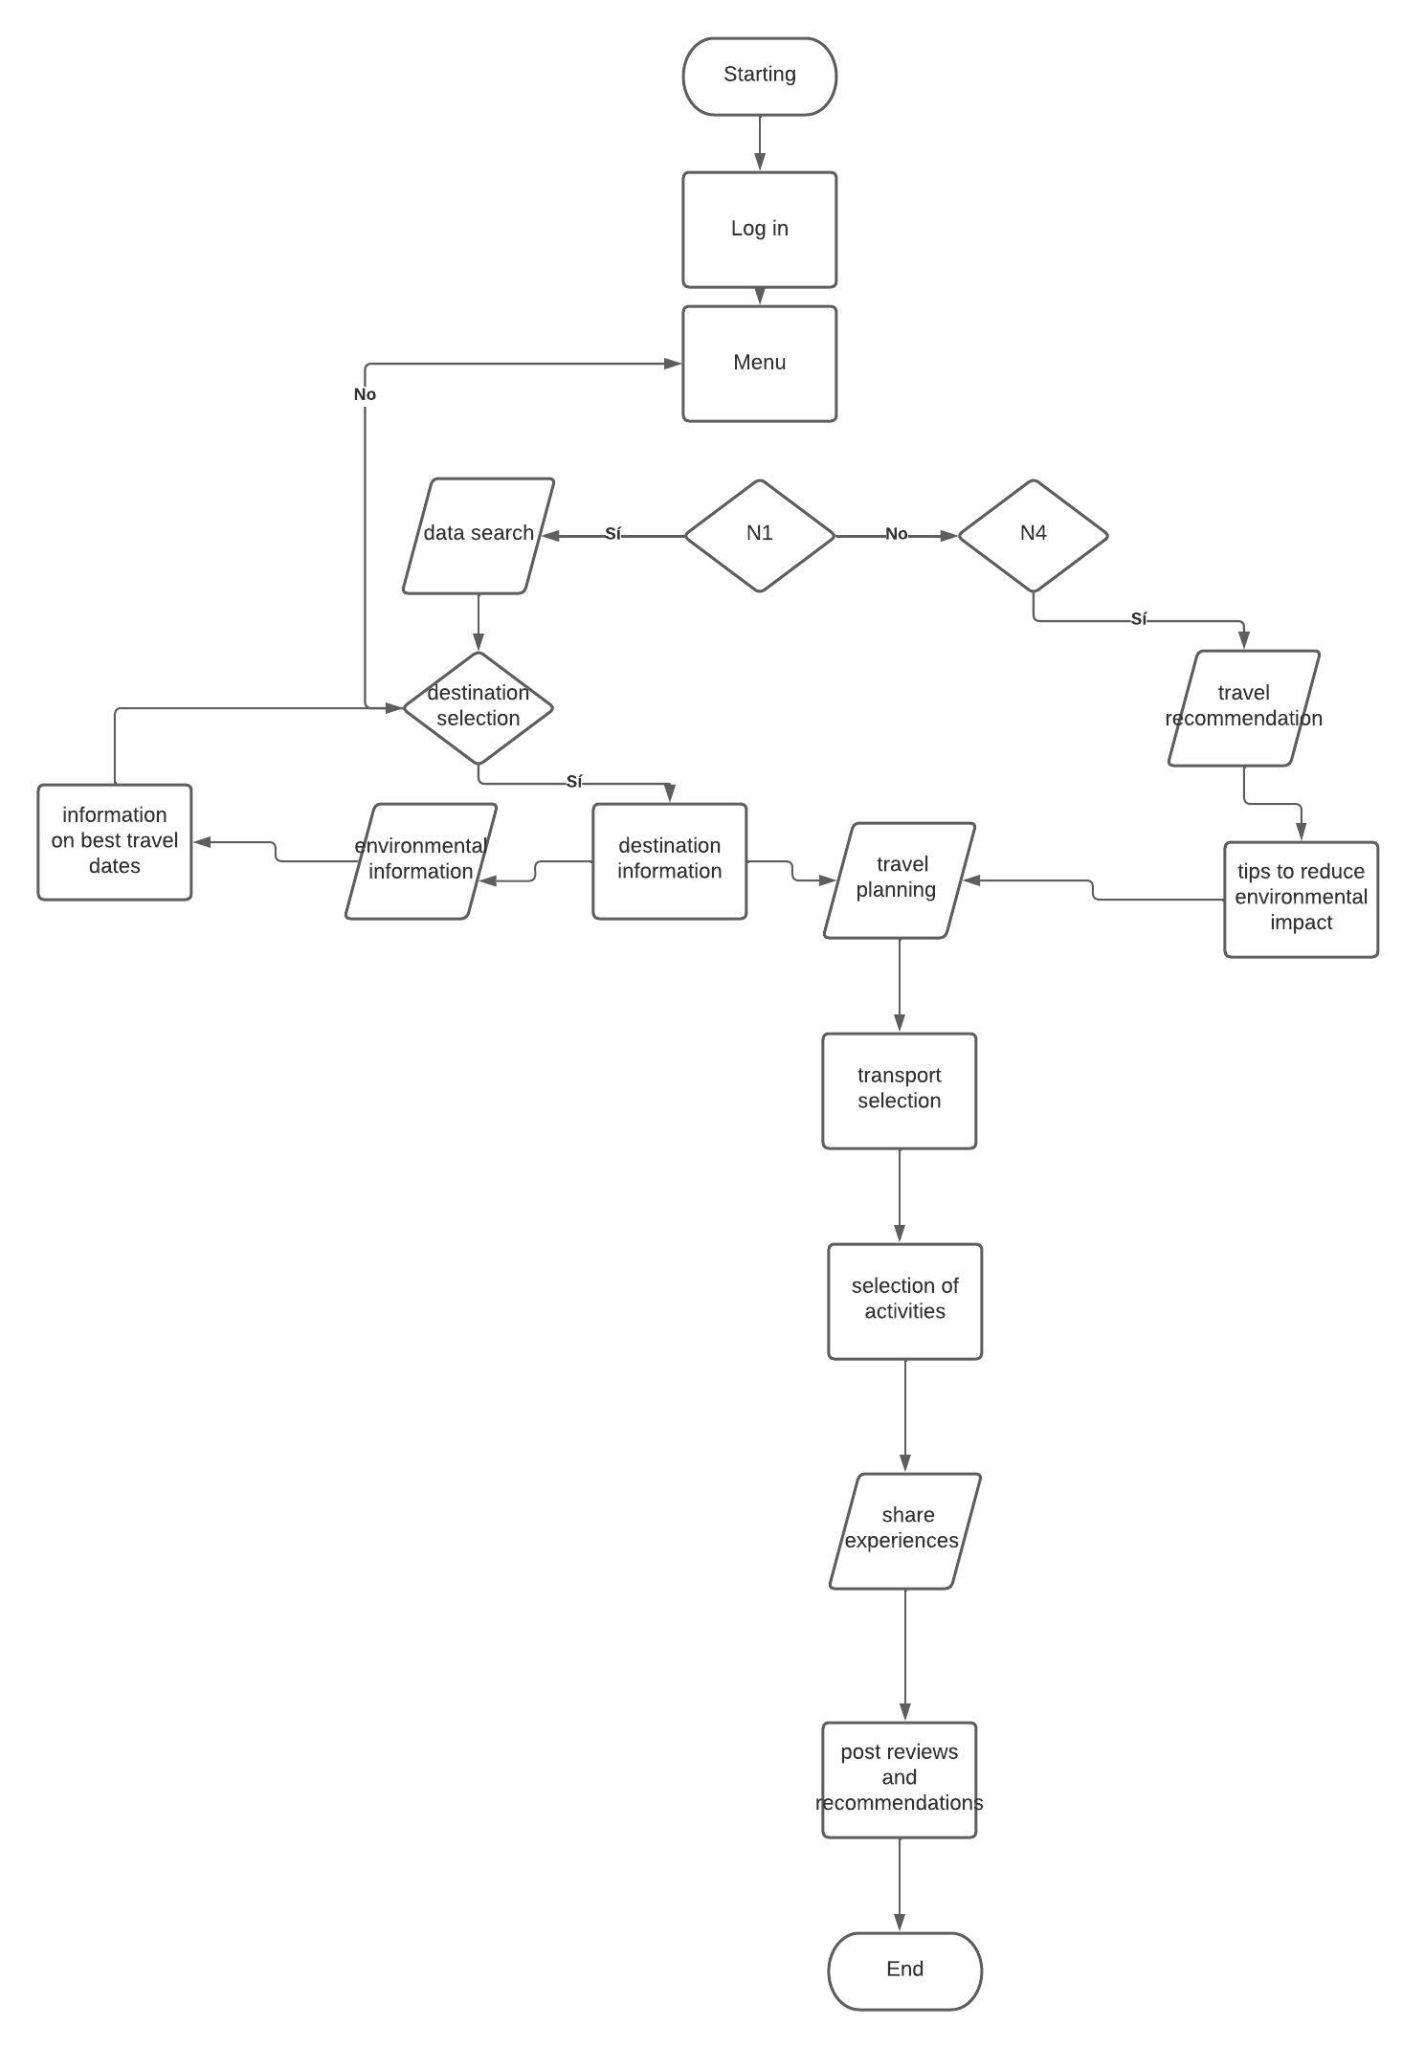 Starting
Log in
Menu
No
data search
Sí
N1
No
N4
Sí
destination
selection
travel
recommendation
Sí
information
on best travel
dates
environmental
information
destination
information
travel
planning
tips to reduce
environmental
impact
transport
selection
selection of
activities
share
experiences
post reviews
and
recommendations
End